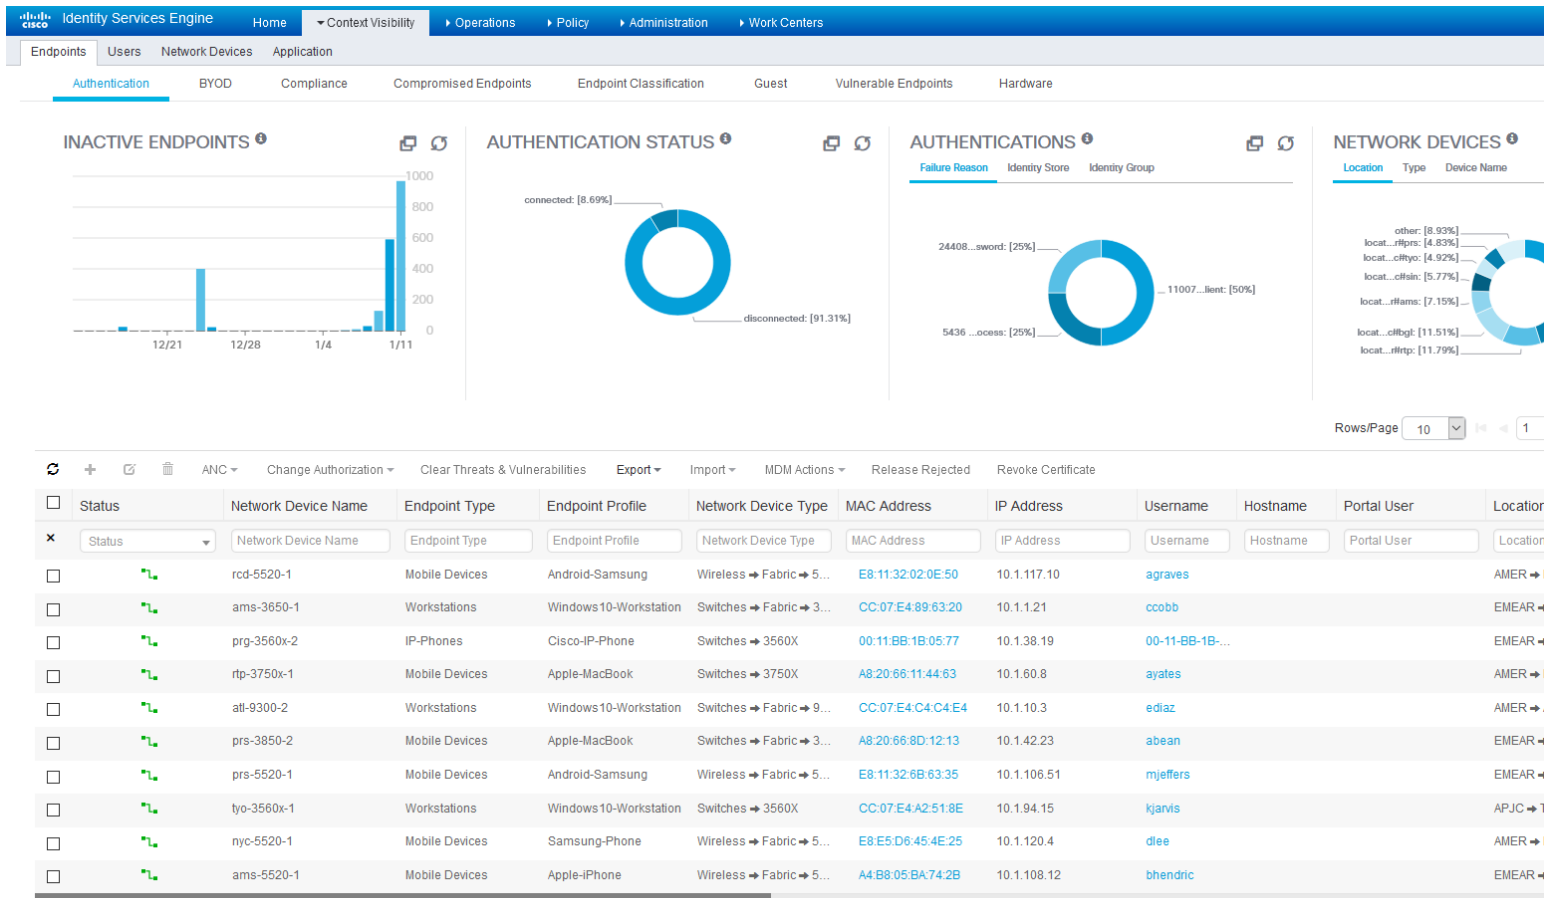 cisco Identity Services Engine Home Context Visibility Operations Policy Administration Work Centers
Endpoints Users Network Devices Application
Authentication BYOD Compliance Compromised Endpoints Endpoint Classification Guest Vulnerable Endpoints Hardware
INACTIVE ENDPOINTS
1000
800
600
400
200
0
12/21 12/28 1/4 1/11
AUTHENTICATION STATUS
connected: [8.69%]
disconnected: [91.31%]
AUTHENTICATIONS
Failure Reason Identity Store Identity Group
24408...sword: [25%]
11007...lient: [50%]
5436 ...ocess: [25%]
NETWORK DEVICES
Location Type Device Name
other: [8.93%]
locat...r#prs: [4.83%]
locat...c#tyo: [4.92%]
locat...c#sin: [5.77%]
locat...r#ams: [7.15%]
locat...c#bgl: [11.51%]
locat...r#rtp: [11.79%]
Rows/Page 10 1
ANC Change Authorization Clear Threats & Vulnerabilities Export Import MDM Actions Release Rejected Revoke Certificate
Status Network Device Name Endpoint Type Endpoint Profile Network Device Type MAC Address IP Address Username Hostname Portal User Location
Status Network Device Name Endpoint Type Endpoint Profile Network Device Type MAC Address IP Address Username Hostname Portal User Location
rcd-5520-1 Mobile Devices Android-Samsung Wireless ➔ Fabric ➔ 5... E8:11:32:02:0E:50 10.1.117.10 agraves AMER ➔
ams-3650-1 Workstations Windows10-Workstation Switches ➔ Fabric ➔ 3... CC:07:E4:89:63:20 10.1.1.21 ccobb EMEAR ➔
prg-3560x-2 IP-Phones Cisco-IP-Phone Switches ➔ 3560X 00:11:BB:1B:05:77 10.1.38.19 00-11-BB-1B-... EMEAR ➔
rtp-3750x-1 Mobile Devices Apple-MacBook Switches ➔ 3750X A8:20:66:11:44:63 10.1.60.8 ayates AMER ➔
atl-9300-2 Workstations Windows10-Workstation Switches ➔ Fabric ➔ 9... CC:07:E4:C4:C4:E4 10.1.10.3 ediaz AMER ➔
prs-3850-2 Mobile Devices Apple-MacBook Switches ➔ Fabric ➔ 3... A8:20:66:8D:12:13 10.1.42.23 abean EMEAR ➔
prs-5520-1 Mobile Devices Android-Samsung Wireless ➔ Fabric ➔ 5... E8:11:32:6B:63:35 10.1.106.51 mjeffers EMEAR ➔
tyo-3560x-1 Workstations Windows10-Workstation Switches ➔ 3560X CC:07:E4:A2:51:8E 10.1.94.15 kjarvis APJC ➔ T
nyc-5520-1 Mobile Devices Samsung-Phone Wireless ➔ Fabric ➔ 5... E8:E5:D6:45:4E:25 10.1.120.4 dlee AMER ➔
ams-5520-1 Mobile Devices Apple-iPhone Wireless ➔ Fabric ➔ 5... A4:B8:05:BA:74:2B 10.1.108.12 bhendric EMEAR ➔